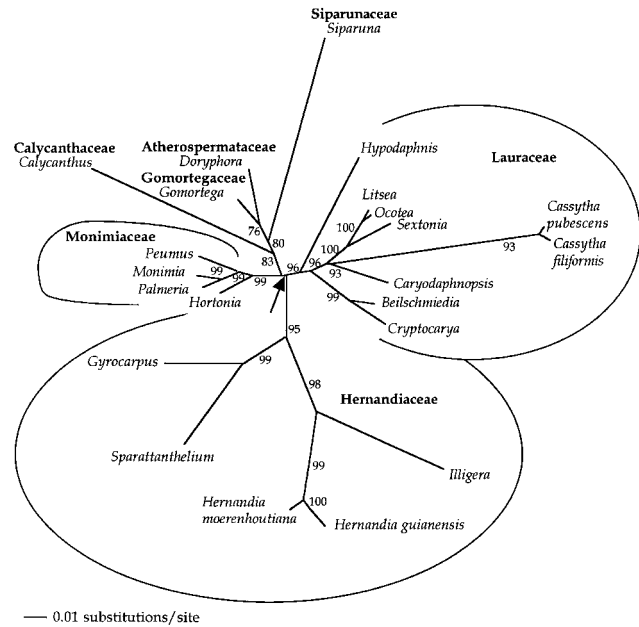 Siparunaceae
Siparuna
Calycanthaceae
Calycanthus
Atherospermataceae
Doryphora
Gomortegaceae
Gomortega
Hypodaphnis
Lauraceae
Litsea
Ocotea
Sextonia
Cassytha
pubescens
Cassytha
filiformis
100
100
76
80
83
96
96
93
93
99
Monimiaceae
Peumus
Monimia
Palmeria
Hortonia
99
99
99
Caryodaphnopsis
Beilschmiedia
Cryptocarya
95
Gyrocarpus
99
98
Hernandiaceae
Sparattanthelium
99
Illigera
Hernandia
moerenhoutiana
100
Hernandia guianensis
0.01 substitutions/site